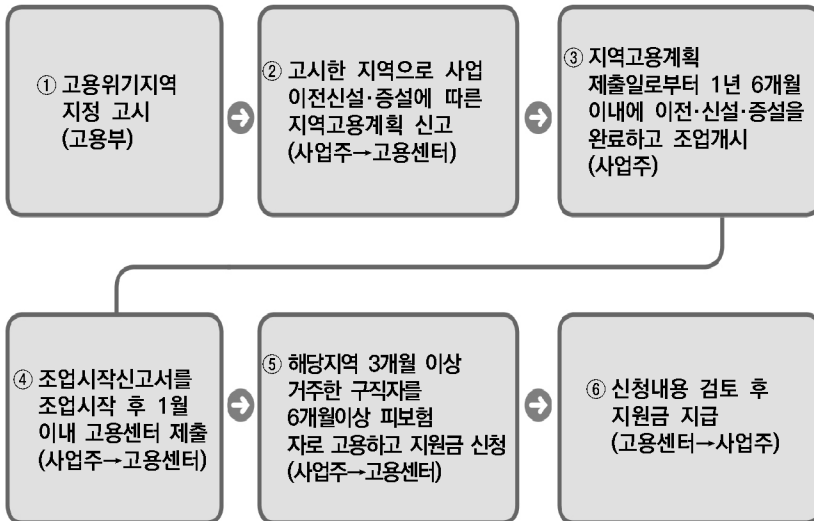 ① 고용위기지역
지정 고시
(고용부)
② 고시한 지역으로 사업
이전신설·증설에 따른
지역고용계획 신고
(사업주→고용센터)
③ 지역고용계획
제출일로부터 1년 6개월
이내에 이전·신설·증설을
완료하고 조업개시
(사업주)
④ 조업시작신고서를
조업시작 후 1월
이내 고용센터 제출
(사업주→고용센터)
⑤ 해당지역 3개월 이상
거주한 구직자를
6개월이상 피보험
자로 고용하고 지원금 신청
(사업주→고용센터)
⑥ 신청내용 검토 후
지원금 지급
(고용센터→사업주)